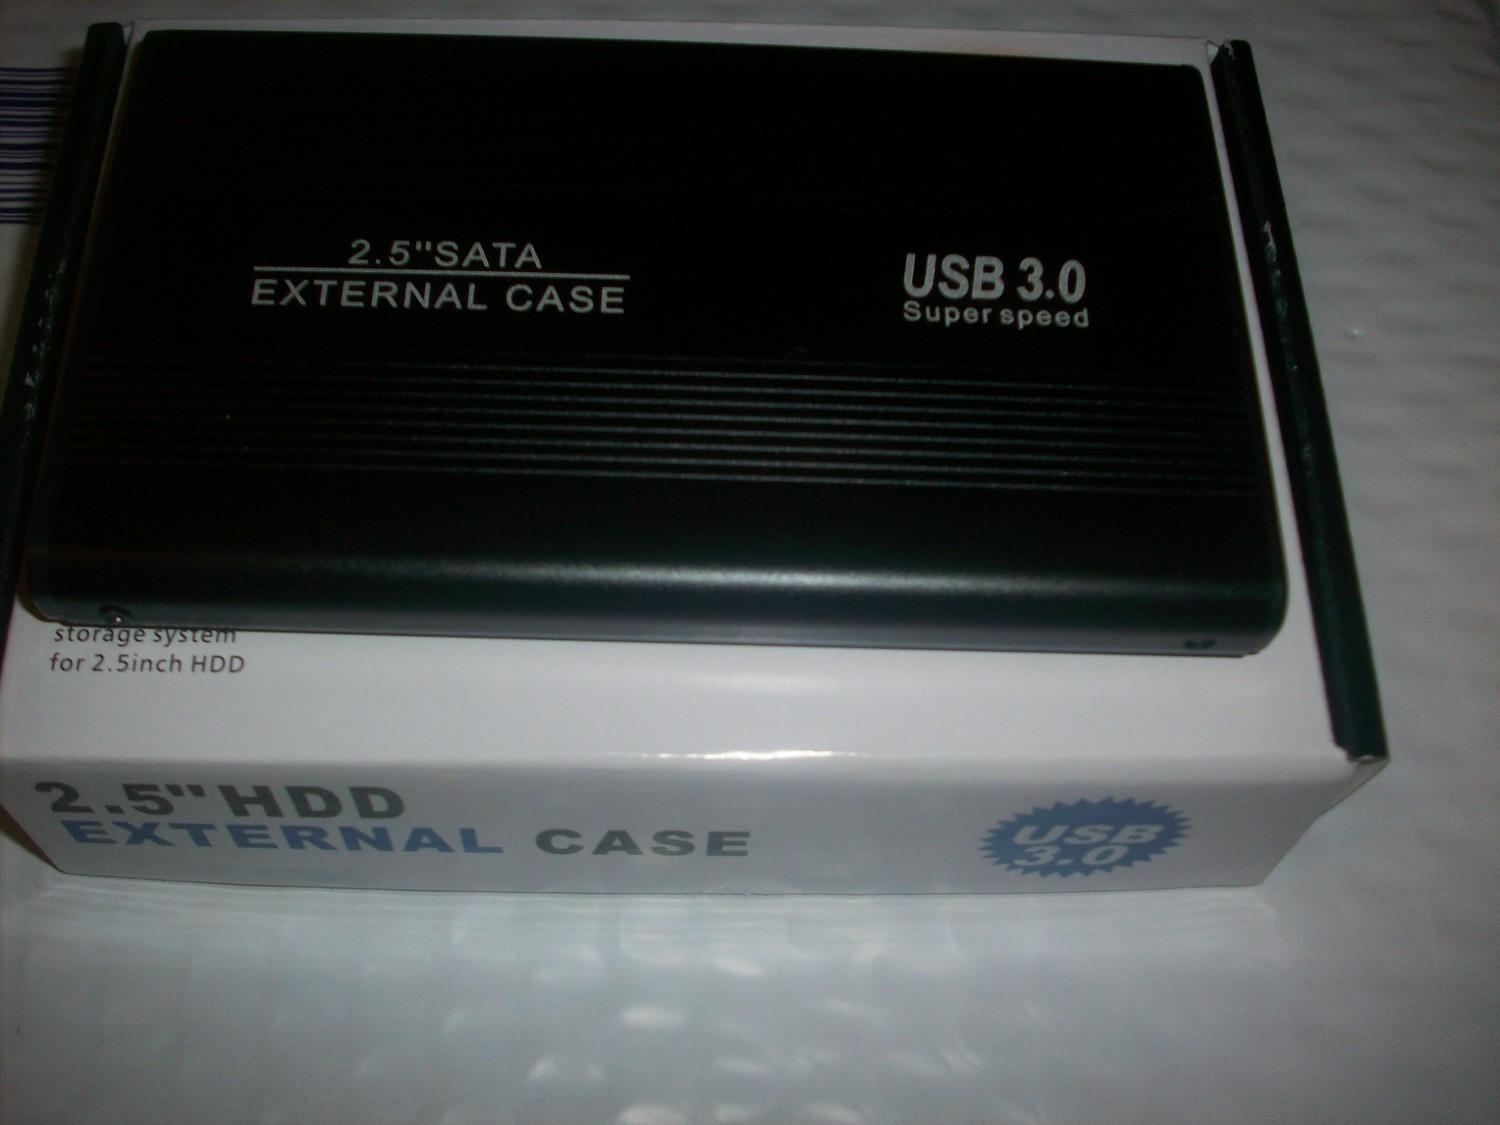 2.5"SATA
EXTERNAL CASE
USB 3.0
Super speed
storage system
for 2.5inch HDD
2.5"HDD
EXTERNAL CASE
USB
3.0